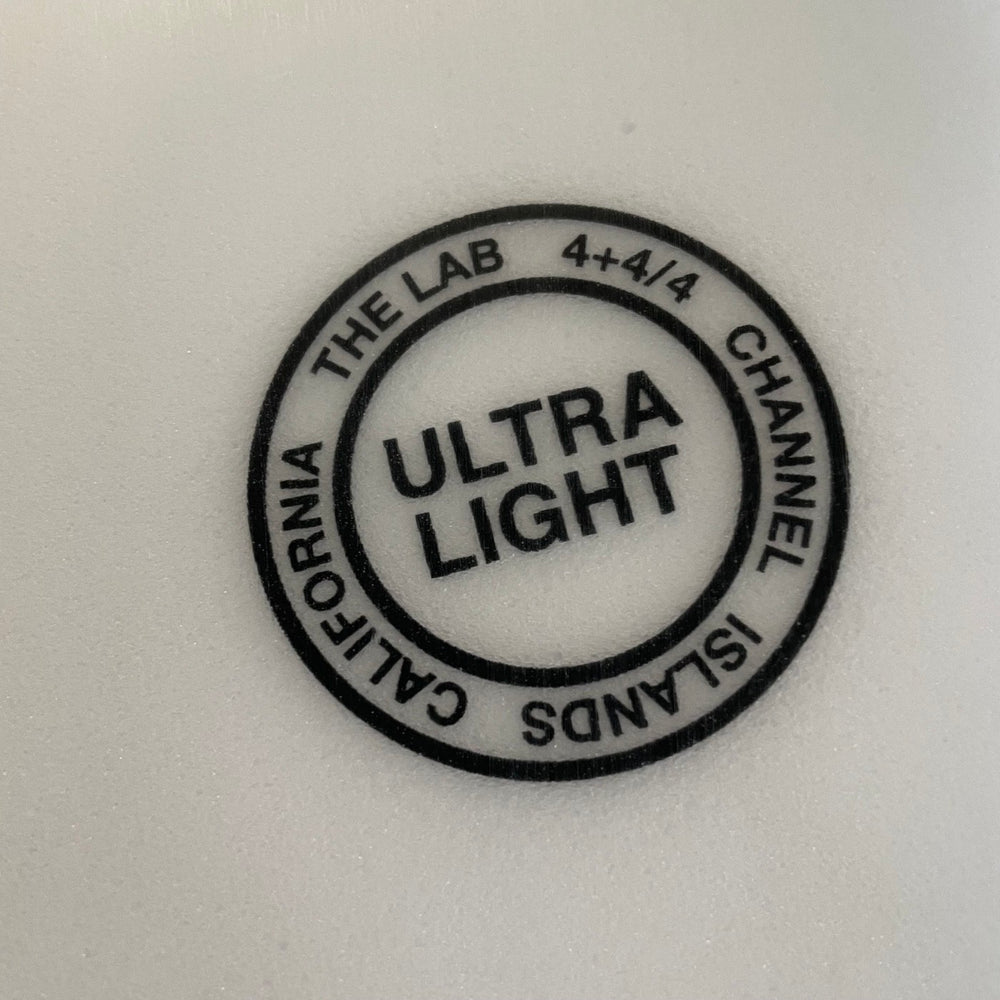 THE LAB 4+4/4 CHANNEL ISLANDS CALIFORNIA
ULTRA
LIGHT